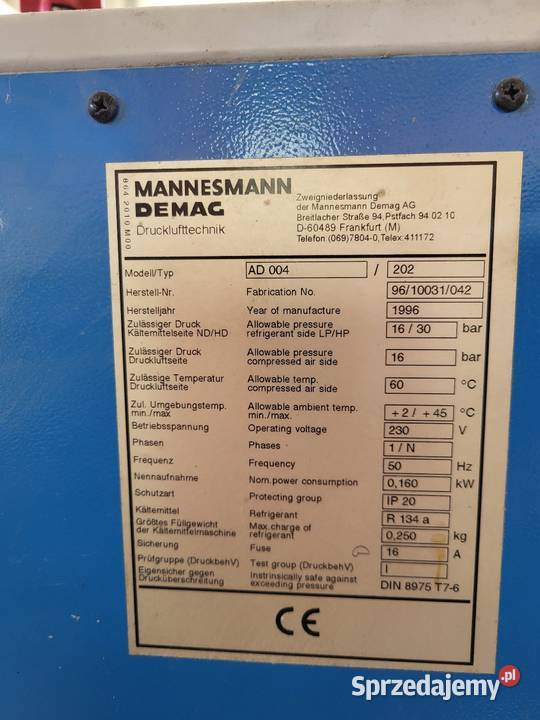 864 2010 M00
MANNESMANN
DEMAG
Drucklufttechnik
Zweigniederlassung
der Mannesmann Demag AG
Breitlacher Straße 94,Pstfach 94 02 10
D-60489 Frankfurt (M)
Telefon:(069)7804-0,Telex:411172
Modell/Typ AD 004 / 202
Herstell-Nr. Fabrication No. 96/10031/042
Herstelljahr Year of manufacture 1996
Zulässiger Druck Allowable pressure
Kältemittelseite ND/HD refrigerant side LP/HP 16 / 30 bar
Zulässiger Druck Allowable pressure
Druckluftseite compressed air side 16 bar
Zulässige Temperatur Allowable temp.
Druckluftseite compressed air side 60 °C
Zul. Umgebungstemp. Allowable ambient temp.
min./max min./max. +2 / +45 °C
Betriebsspannung Operating voltage 230 V
Phasen Phases 1 / N
Frequenz Frequency 50 Hz
Nennaufnahme Nom.power consumption 0,160 kW
Schutzart Protecting group IP 20
Kältemittel Refrigerant R 134 a
Größtes Füllgewicht Max.charge of
der Kältemittelmaschine refrigerant 0,250 kg
Sicherung Fuse 16 A
Prüfgruppe (DruckbehV) Test group (DruckbehV) I
Eigensicher gegen Instrinsically safe against
Drucküberschreitung exceeding pressure DIN 8975 T7-6
CE
Sprzedajemy.pl